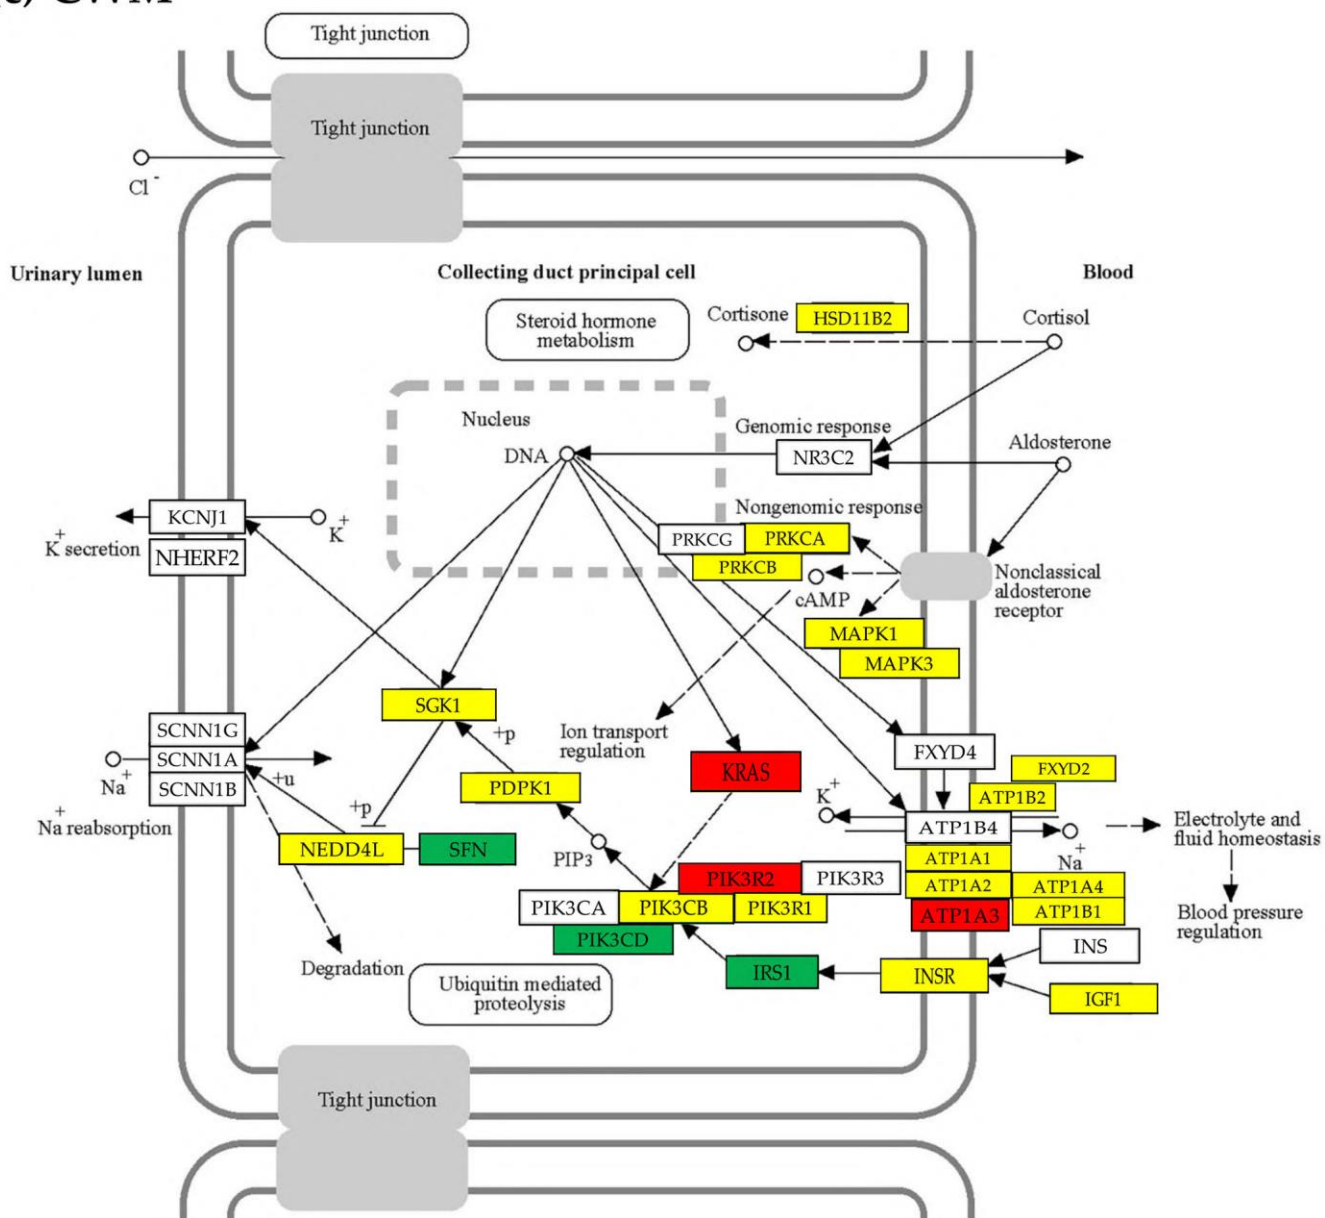 Tight junction
Tight junction
Cl -
Urinary lumen
Collecting duct principal cell
Blood
Steroid hormone
metabolism
Cortisone
HSD11B2
Cortisol
Nucleus
DNA
Genomic response
NR3C2
Aldosterone
Nongenomic response
PRKCG
PRKCA
PRKCB
cAMP
Nonclassical
aldosterone
receptor
MAPK1
MAPK3
KCNJ1
K+
K+ secretion
NHERF2
SGK1
+p
Ion transport
regulation
SCNN1G
SCNN1A
SCNN1B
Na+
Na+ reabsorption
+u
+p
PDPK1
KRAS
FXYD4
FXYD2
ATP1B2
K+
ATP1B4
Na+
Electrolyte and
fluid homeostasis
NEDD4L
SFN
PIP3
ATP1A1
PIK3R2
PIK3R3
ATP1A2
ATP1A4
PIK3CA
PIK3CB
PIK3R1
ATP1A3
ATP1B1
Blood pressure
regulation
PIK3CD
INS
Degradation
IRS1
INSR
IGF1
Ubiquitin mediated
proteolysis
Tight junction